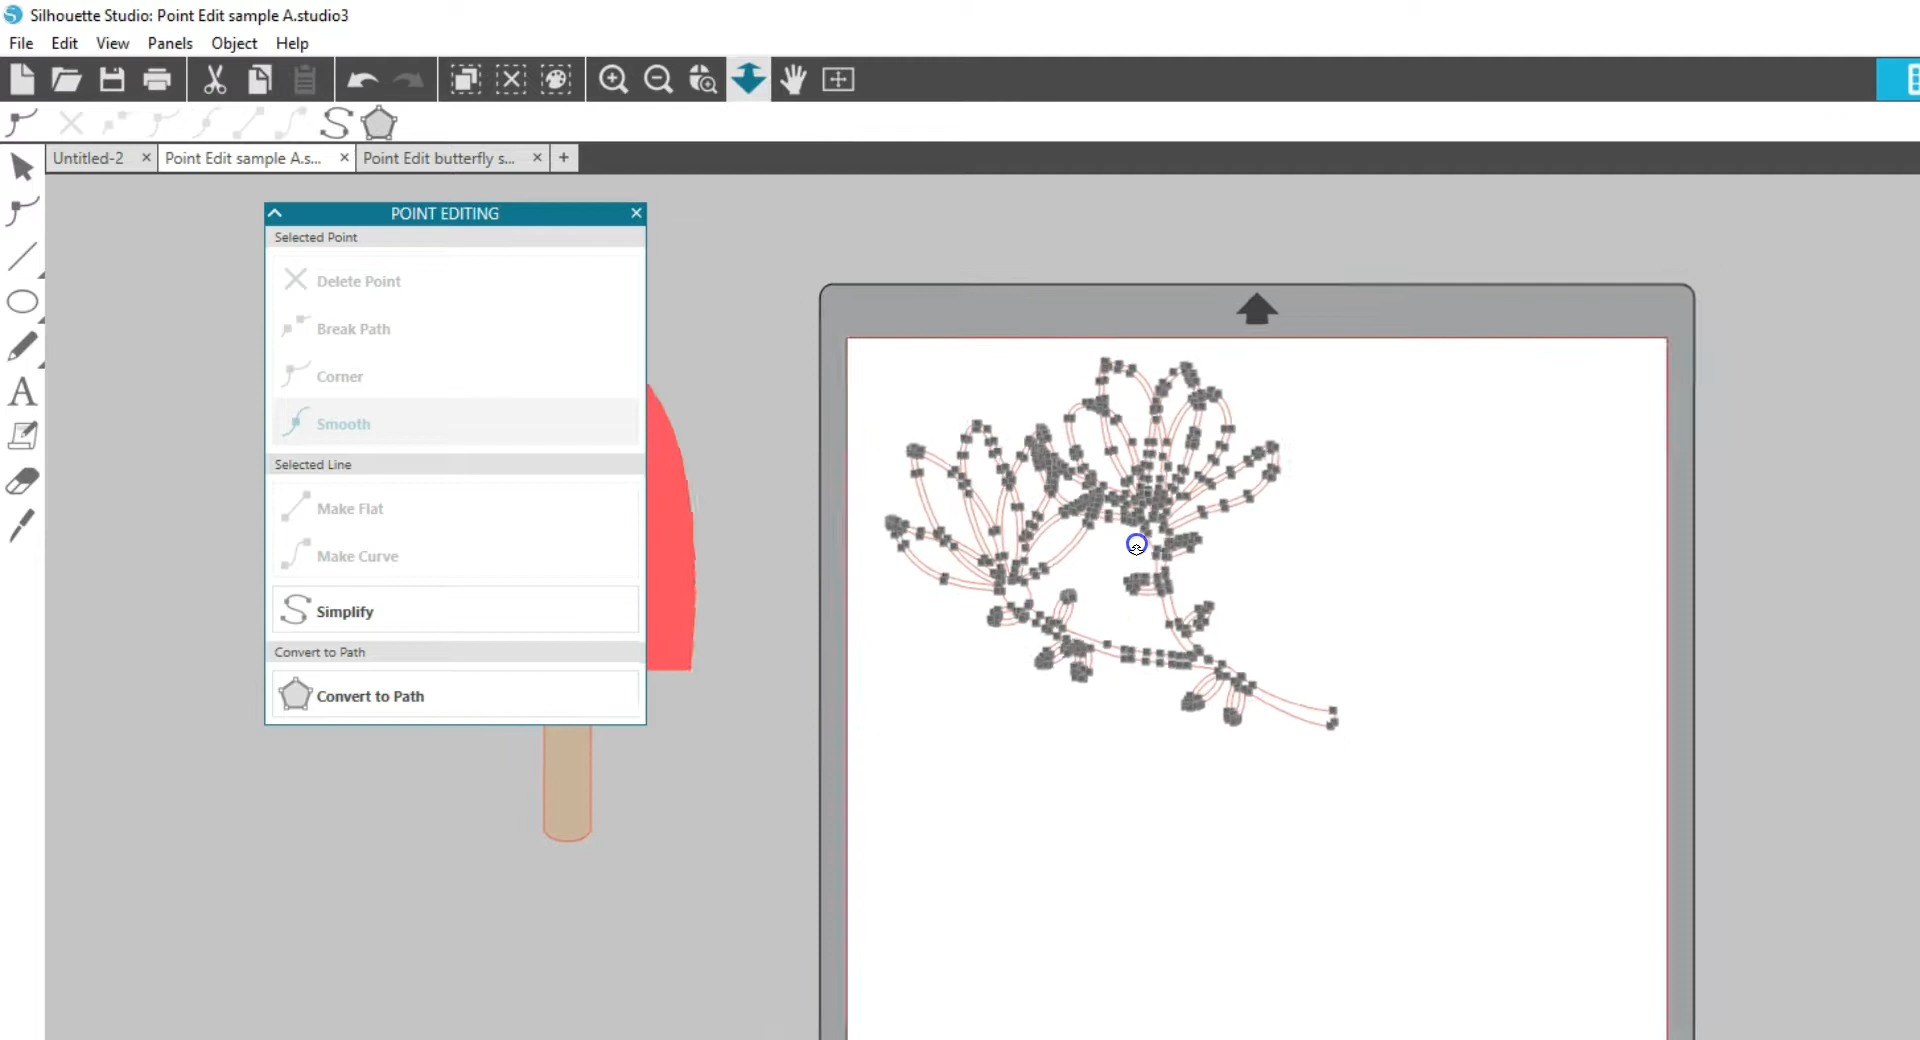 Silhouette Studio: Point Edit sample A.studio3
File Edit View Panels Object Help
Untitled-2 Point Edit sample A.s... Point Edit butterfly s...
POINT EDITING
Selected Point
Delete Point
Break Path
Corner
Smooth
Selected Line
Make Flat
Make Curve
Simplify
Convert to Path
Convert to Path